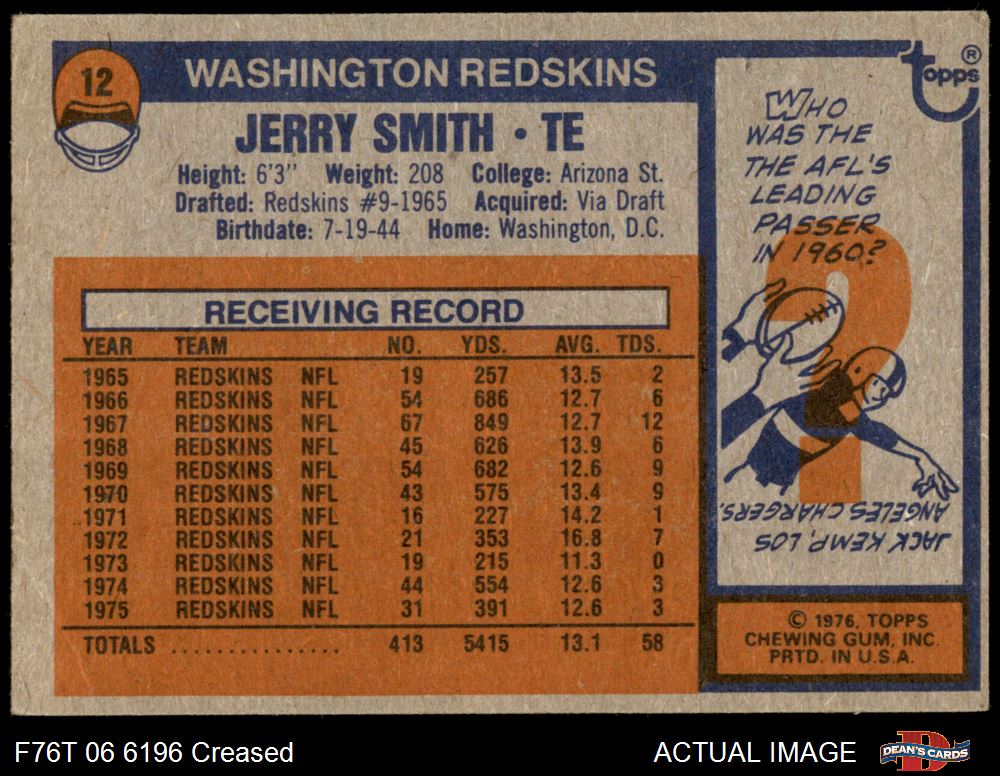 12
WASHINGTON REDSKINS
JERRY SMITH • TE
Height: 6'3" Weight: 208 College: Arizona St.
Drafted: Redskins #9-1965 Acquired: Via Draft
Birthdate: 7-19-44 Home: Washington, D.C.
RECEIVING RECORD
YEAR TEAM NO. YDS. AVG. TDS.
1965 REDSKINS NFL 19 257 13.5 2
1966 REDSKINS NFL 54 686 12.7 6
1967 REDSKINS NFL 67 849 12.7 12
1968 REDSKINS NFL 45 626 13.9 6
1969 REDSKINS NFL 54 682 12.6 9
1970 REDSKINS NFL 43 575 13.4 9
1971 REDSKINS NFL 16 227 14.2 1
1972 REDSKINS NFL 21 353 16.8 7
1973 REDSKINS NFL 19 215 11.3 0
1974 REDSKINS NFL 44 554 12.6 3
1975 REDSKINS NFL 31 391 12.6 3
TOTALS ............... 413 5415 13.1 58
topps®
WHO
WAS THE
THE AFL'S
LEADING
PASSER
IN 1960?
?
JACK KEMP, LOS
ANGELES CHARGERS.
© 1976, TOPPS
CHEWING GUM, INC.
PRTD. IN U.S.A.
F76T 06 6196 Creased
ACTUAL IMAGE
D
DEAN'S CARDS